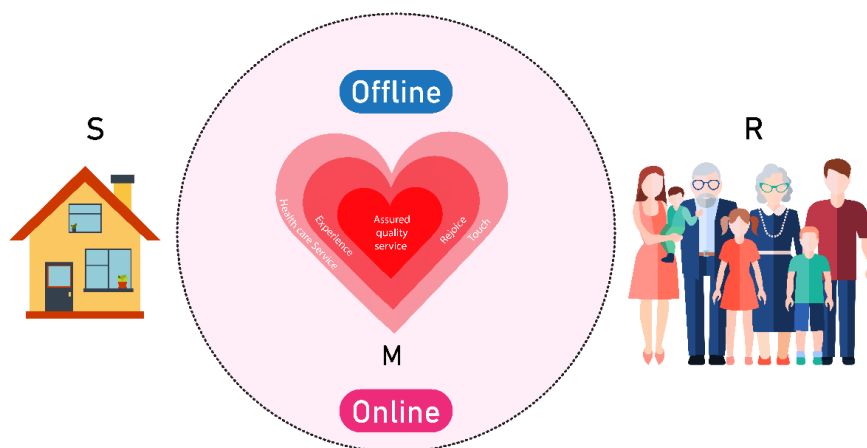 Offline
S
R
Assured
quality
service
Experience
Rejoice
Health care Service
Touch
M
Online